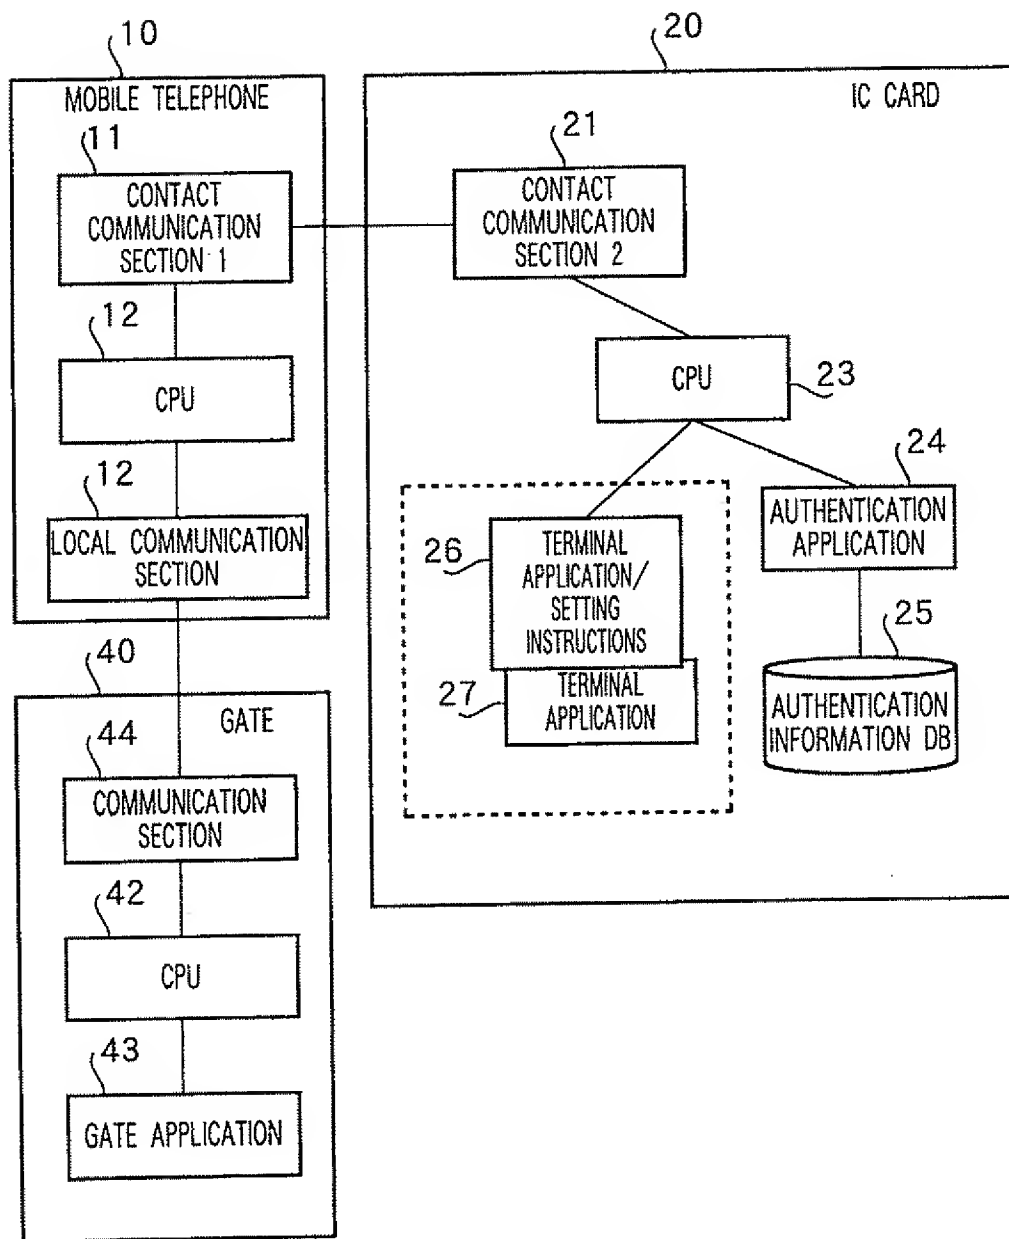 10
MOBILE TELEPHONE
11
CONTACT
COMMUNICATION
SECTION 1
12
CPU
12
LOCAL COMMUNICATION
SECTION
20
IC CARD
21
CONTACT
COMMUNICATION
SECTION 2
CPU
23
24
AUTHENTICATION
APPLICATION
25
AUTHENTICATION
INFORMATION DB
26
TERMINAL
APPLICATION/
SETTING
INSTRUCTIONS
27
TERMINAL
APPLICATION
40
GATE
44
COMMUNICATION
SECTION
42
CPU
43
GATE APPLICATION